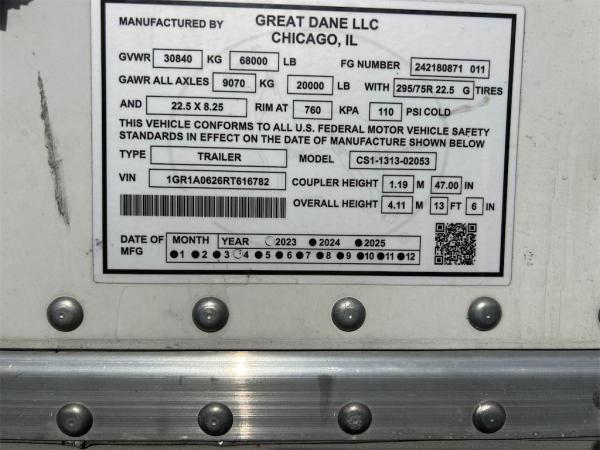 MANUFACTURED BY GREAT DANE LLC
CHICAGO, IL
GVWR 30840 KG 68000 LB FG NUMBER 242180871 011
GAWR ALL AXLES 9070 KG 20000 LB WITH 295/75R 22.5 G TIRES
AND 22.5 X 8.25 RIM AT 760 KPA 110 PSI COLD
THIS VEHICLE CONFORMS TO ALL U.S. FEDERAL MOTOR VEHICLE SAFETY
STANDARDS IN EFFECT ON THE DATE OF MANUFACTURE SHOWN BELOW
TYPE TRAILER MODEL CS1-1313-02053
VIN 1GR1A0626RT616782 COUPLER HEIGHT 1.19 M 47.00 IN
OVERALL HEIGHT 4.11 M 13 FT 6 IN
DATE OF MFG MONTH YEAR 2023 2024 2025
1 2 3 4 5 6 7 8 9 10 11 12